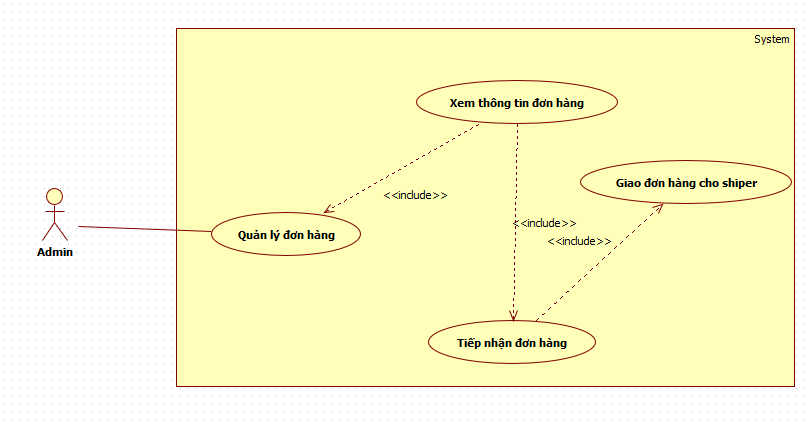 System
Xem thông tin đơn hàng
Giao đơn hàng cho shiper
<<include>>
<<include>>
Quản lý đơn hàng
<<include>>
Admin
Tiếp nhận đơn hàng